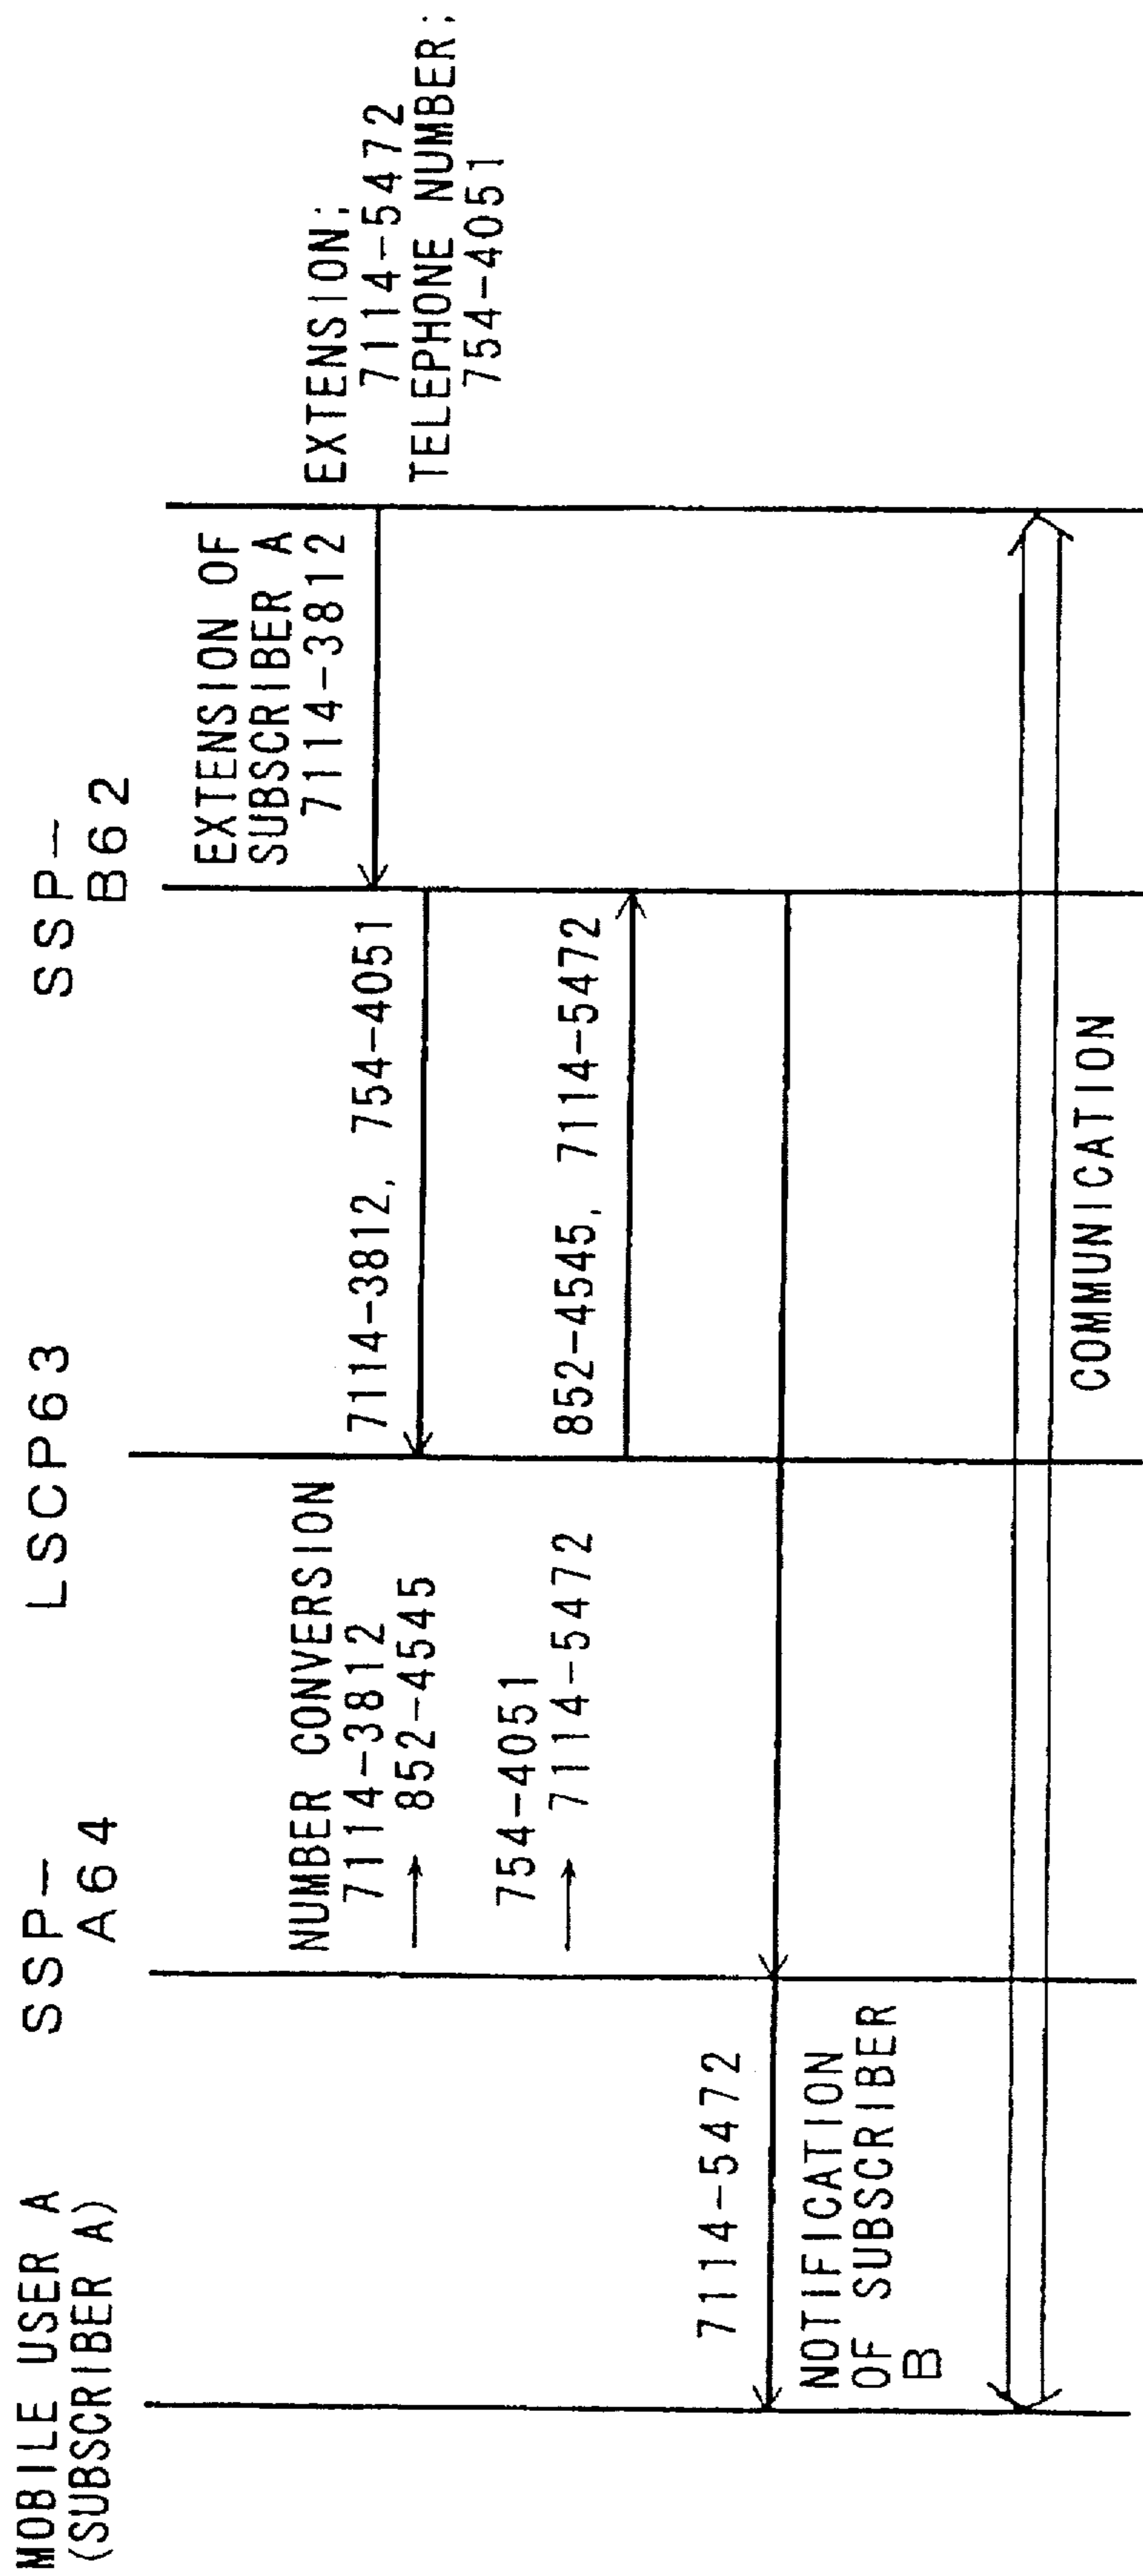 MOBILE USER A
(SUBSCRIBER A)
SSP-
A64
LSCP63
SSP-
B62
NUMBER CONVERSION
7114-3812
852-4545
754-4051
7114-5472
7114-3812, 754-4051
852-4545, 7114-5472
EXTENSION OF
SUBSCRIBER A
7114-3812
EXTENSION;
7114-5472
TELEPHONE NUMBER;
754-4051
7114-5472
NOTIFICATION
OF SUBSCRIBER
B
COMMUNICATION